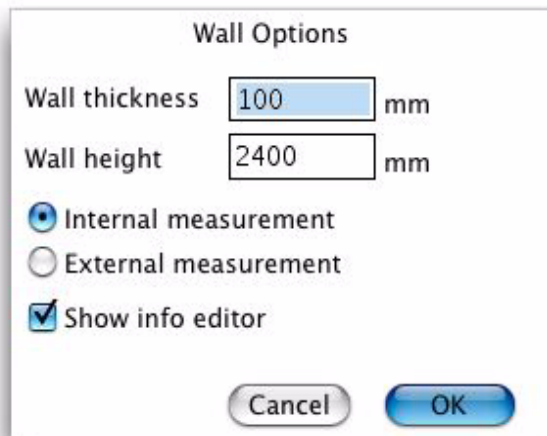 Wall Options
Wall thickness 100 mm
Wall height 2400 mm
Internal measurement
External measurement
Show info editor
Cancel OK